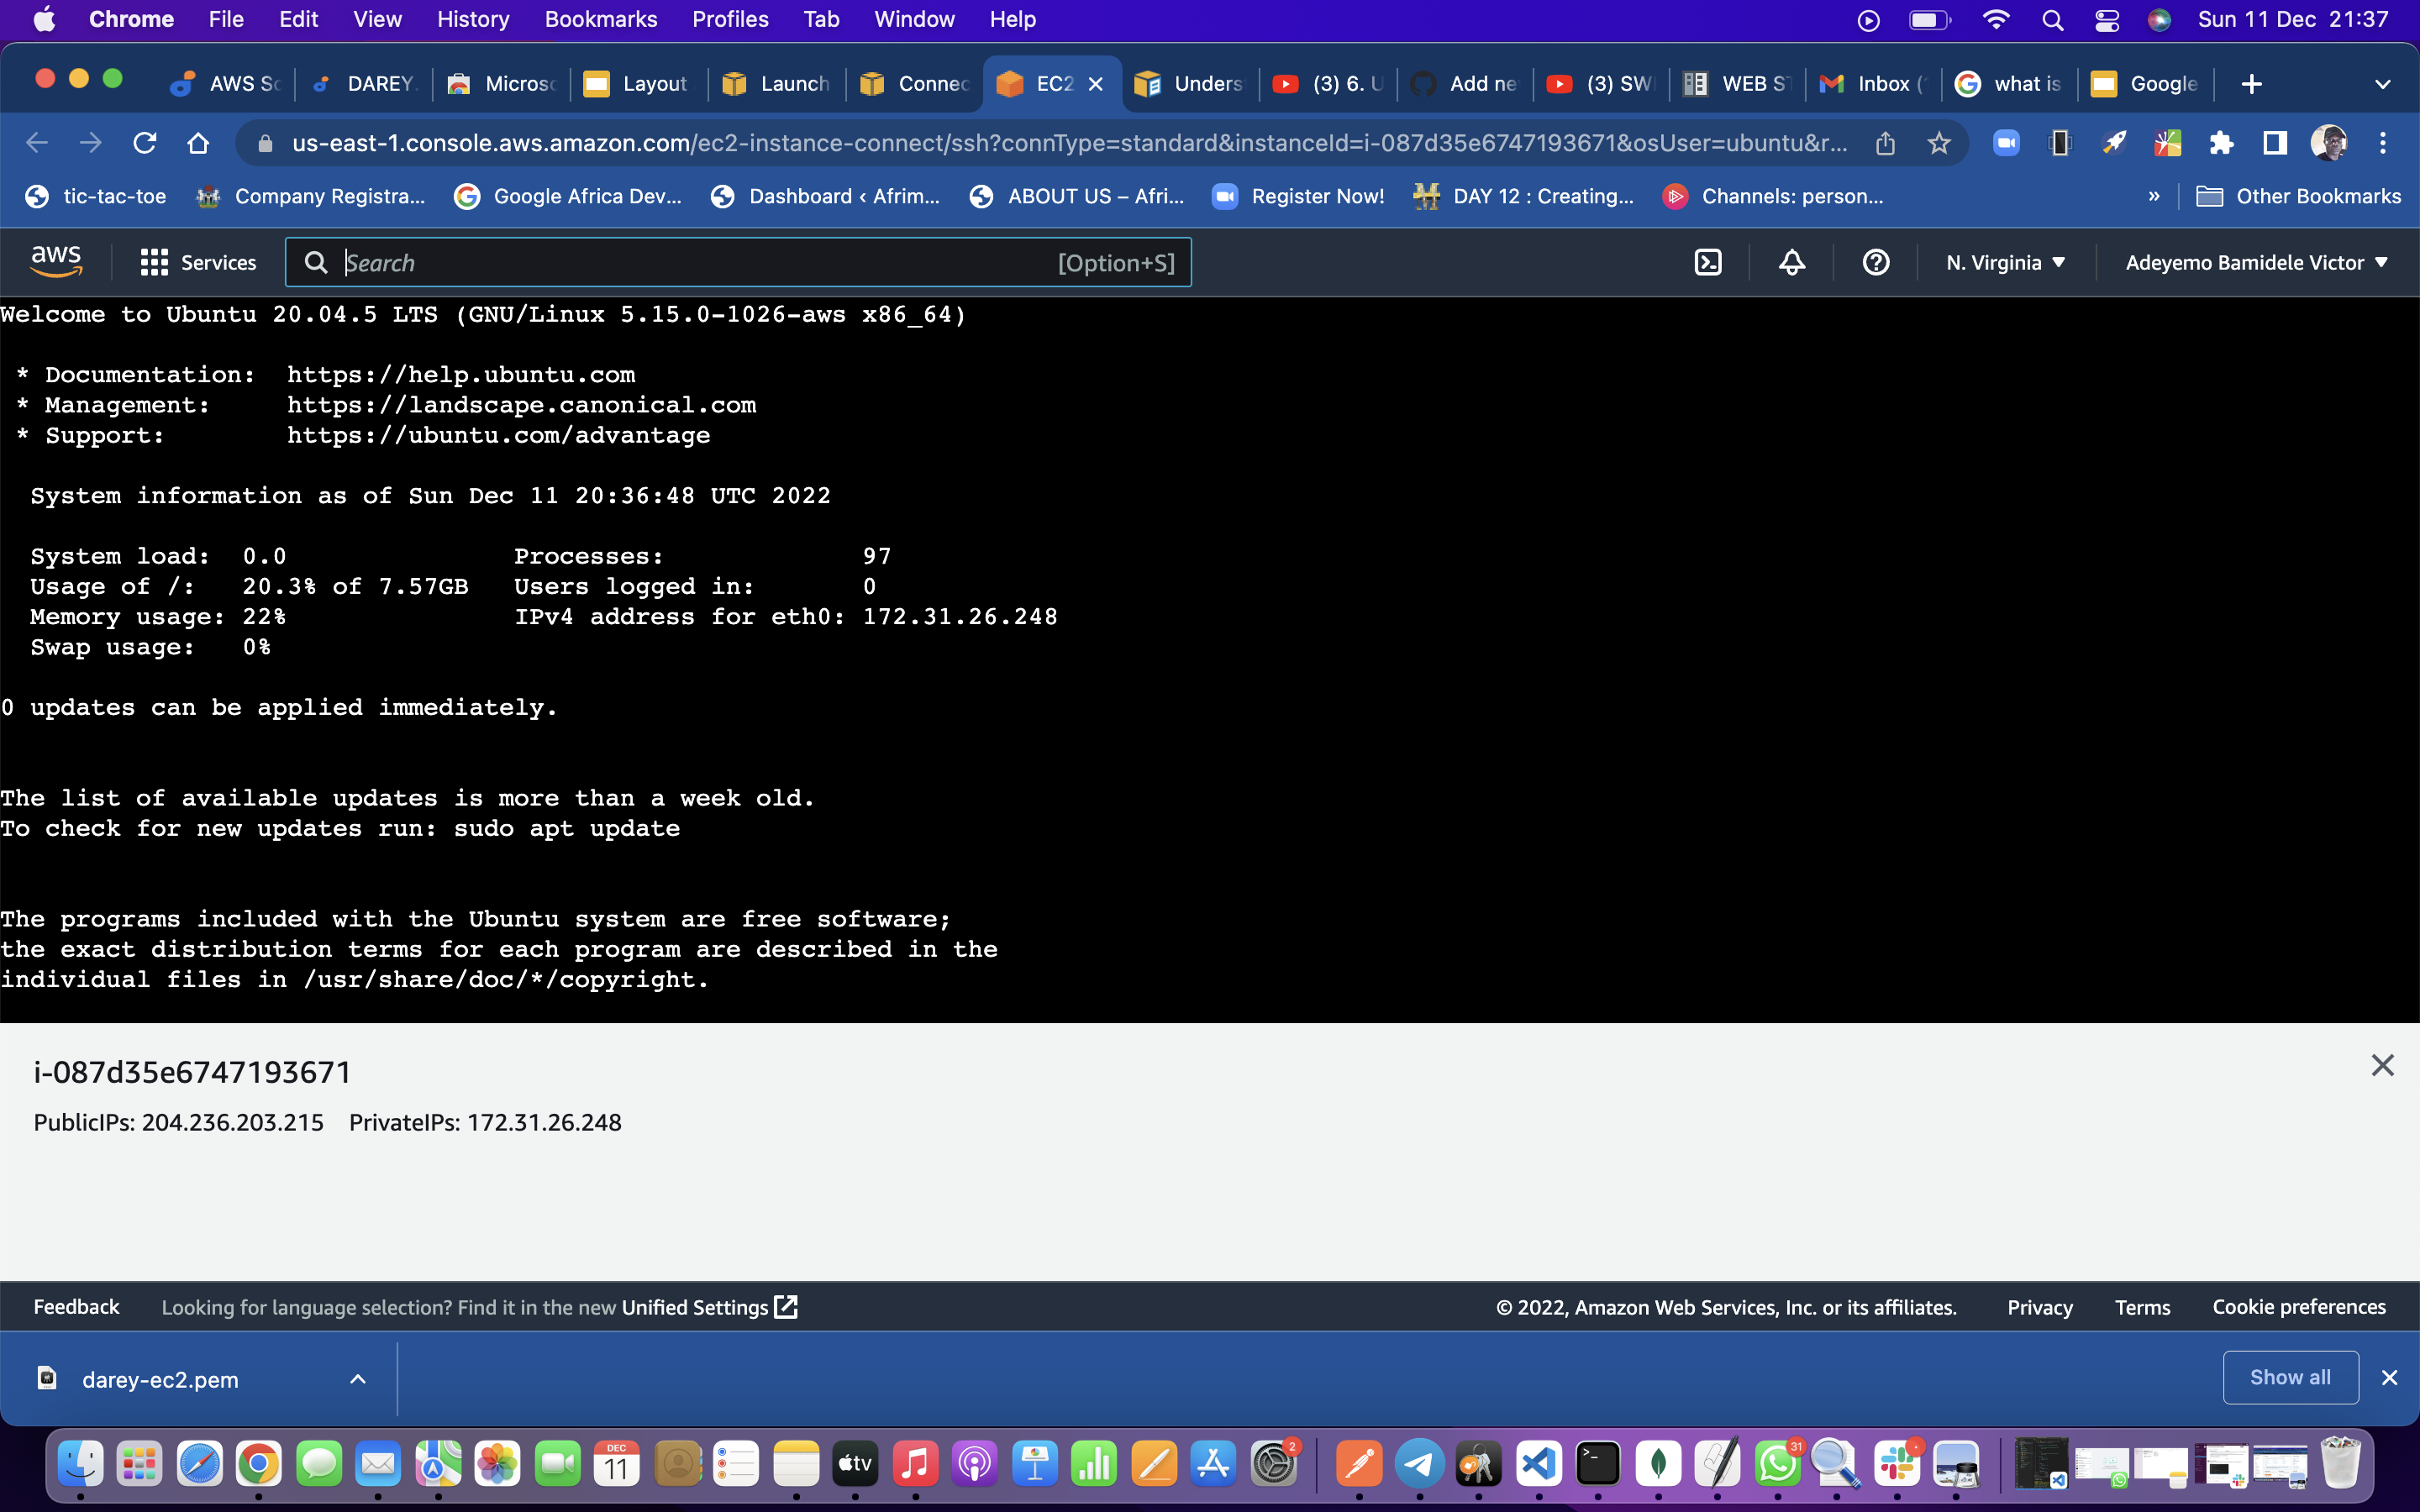 Chrome File Edit View History Bookmarks Profiles Tab Window Help Sun 11 Dec 21:37
AWS Sc DAREY. Microsc Layout Launch Connec EC2 Unders (3) 6. U Add ne (3) SW WEB ST Inbox ( what is Google
us-east-1.console.aws.amazon.com/ec2-instance-connect/ssh?connType=standard&instanceId=i-087d35e6747193671&osUser=ubuntu&r...
tic-tac-toe Company Registra... Google Africa Dev... Dashboard ‹ Afrim... ABOUT US – Afri... Register Now! DAY 12 : Creating... Channels: person... » Other Bookmarks
aws Services Search [Option+S] N. Virginia Adeyemo Bamidele Victor
Welcome to Ubuntu 20.04.5 LTS (GNU/Linux 5.15.0-1026-aws x86_64)
* Documentation: https://help.ubuntu.com
* Management: https://landscape.canonical.com
* Support: https://ubuntu.com/advantage
System information as of Sun Dec 11 20:36:48 UTC 2022
System load: 0.0 Processes: 97
Usage of /: 20.3% of 7.57GB Users logged in: 0
Memory usage: 22% IPv4 address for eth0: 172.31.26.248
Swap usage: 0%
0 updates can be applied immediately.
The list of available updates is more than a week old.
To check for new updates run: sudo apt update
The programs included with the Ubuntu system are free software;
the exact distribution terms for each program are described in the
individual files in /usr/share/doc/*/copyright.
i-087d35e6747193671
PublicIPs: 204.236.203.215 PrivateIPs: 172.31.26.248
Feedback Looking for language selection? Find it in the new Unified Settings © 2022, Amazon Web Services, Inc. or its affiliates. Privacy Terms Cookie preferences
darey-ec2.pem Show all
DEC 11 tv 2 31